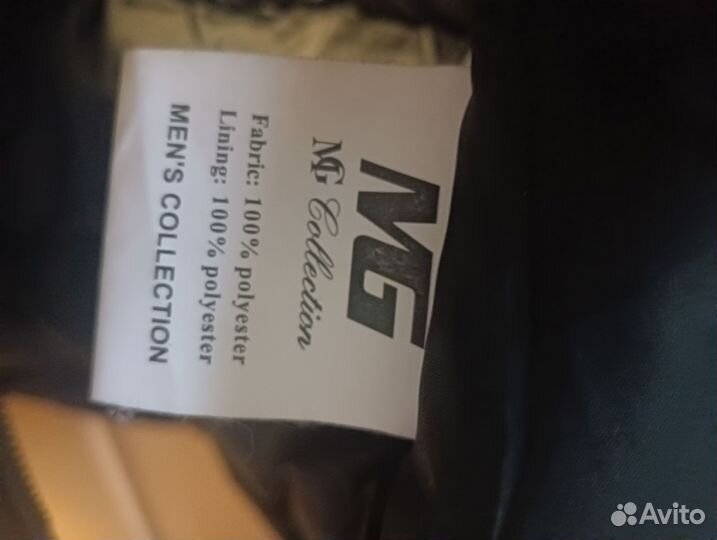 MG
MG Collection
Fabric: 100% polyester
Lining: 100% polyester
MEN'S COLLECTION
Avito